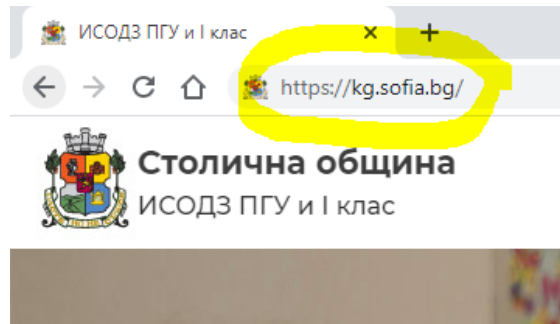 ИСОДЗ ПГУ и I клас
https://kg.sofia.bg/
Столична община
ИСОДЗ ПГУ и I клас